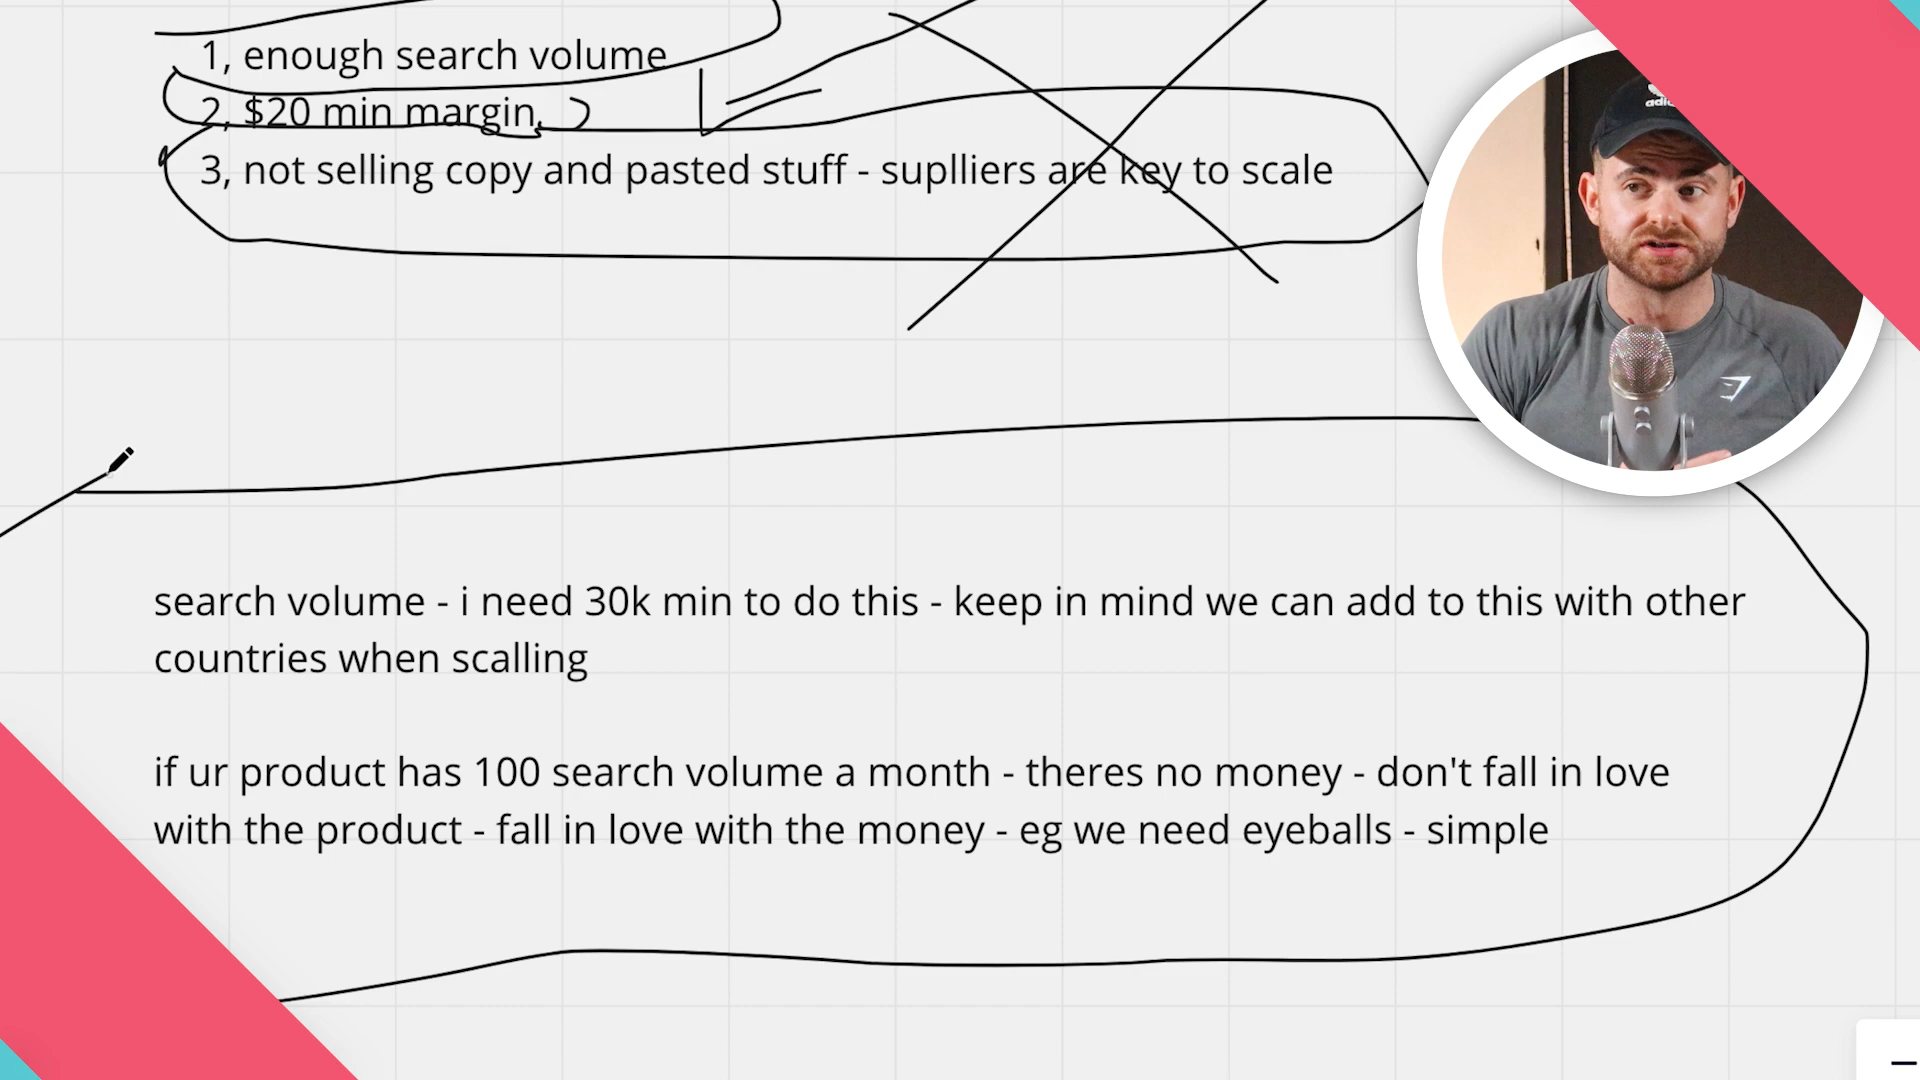 1, enough search volume
2, $20 min margin
3, not selling copy and pasted stuff - suplliers are key to scale
search volume - i need 30k min to do this - keep in mind we can add to this with other
countries when scalling
if ur product has 100 search volume a month - theres no money - don't fall in love
with the product - fall in love with the money - eg we need eyeballs - simple